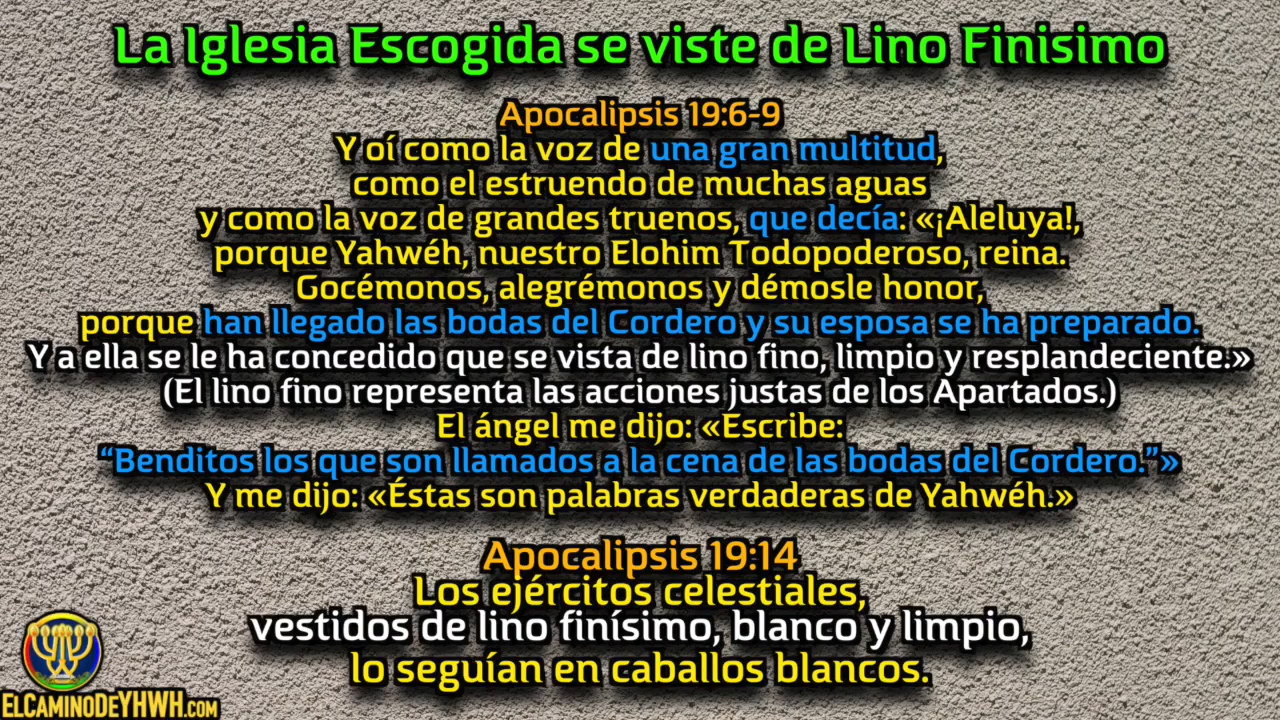 La Iglesia Escogida se viste de Lino Finisimo
Apocalipsis 19:6-9
Y oí como la voz de una gran multitud,
como el estruendo de muchas aguas
y como la voz de grandes truenos, que decía: «¡Aleluya!,
porque Yahwéh, nuestro Elohim Todopoderoso, reina.
Gocémonos, alegrémonos y démosle honor,
porque han llegado las bodas del Cordero y su esposa se ha preparado.
Y a ella se le ha concedido que se vista de lino fino, limpio y resplandeciente.»
(El lino fino representa las acciones justas de los Apartados.)
El ángel me dijo: «Escribe:
“Benditos los que son llamados a la cena de las bodas del Cordero.”»
Y me dijo: «Éstas son palabras verdaderas de Yahwéh.»
Apocalipsis 19:14
Los ejércitos celestiales,
vestidos de lino finísimo, blanco y limpio,
lo seguían en caballos blancos.
ELCAMINODEYHWH.com